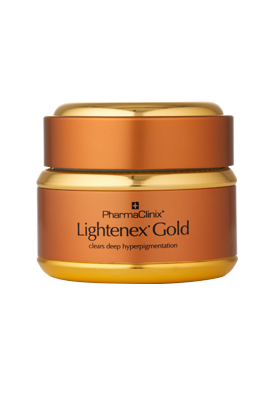 PharmaClinix®
Lightenex® Gold
clears deep hyperpigmentation